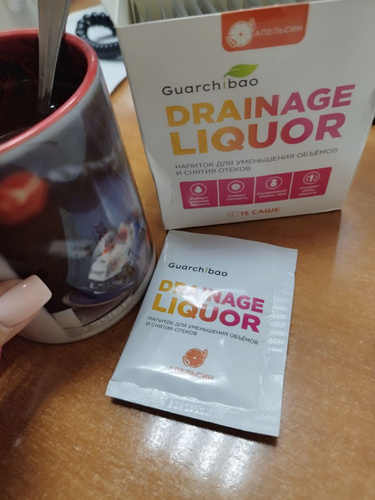 АПЕЛЬСИН
Guarchibao
DRAINAGE
LIQUOR
НАПИТОК ДЛЯ УМЕНЬШЕНИЯ ОБЪЁМОВ
И СНЯТИЯ ОТЕКОВ
15 САШЕ
Guarchibao
DRAINAGE
LIQUOR
НАПИТОК ДЛЯ УМЕНЬШЕНИЯ ОБЪЁМОВ
И СНЯТИЯ ОТЕКОВ
АПЕЛЬСИН